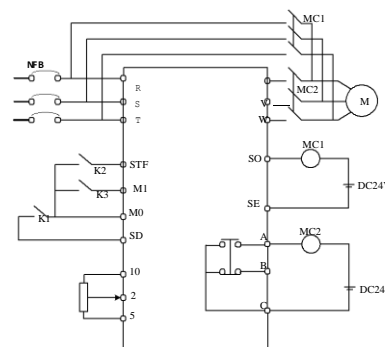 MC1
NFB
R
S
T
MC2
V
W
M
STF
K2
M1
K3
M0
K1
SD
10
2
5
SO
MC1
DC24V
SE
A
MC2
B
DC24
C